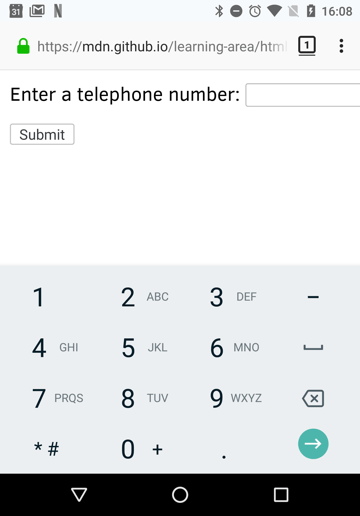 31 N 16:08
https://mdn.github.io/learning-area/html 1
Enter a telephone number:
Submit
1 2 ABC 3 DEF -
4 GHI 5 JKL 6 MNO
7 PRQS 8 TUV 9 WXYZ
* # 0 + .